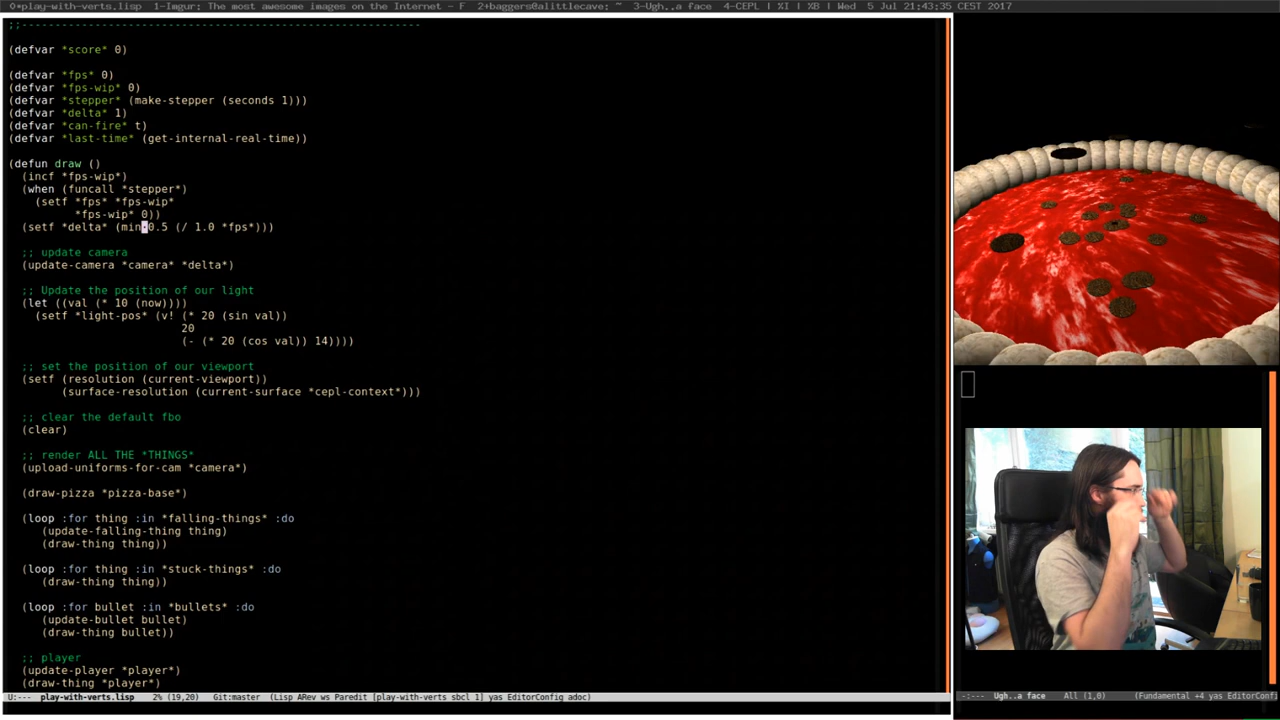 0*play-with-verts.lisp  1-Imgur: The most awesome images on the Internet - F  2+baggers@alittlecave: ~  3-Ugh..a face  4-CEPL | %I | %B | Wed  5 Jul 21:43:35 CEST 2017
;;------------------------------------------------------------
(defvar *score* 0)
(defvar *fps* 0)
(defvar *fps-wip* 0)
(defvar *stepper* (make-stepper (seconds 1)))
(defvar *delta* 1)
(defvar *can-fire* t)
(defvar *last-time* (get-internal-real-time))
(defun draw ()
  (incf *fps-wip*)
  (when (funcall *stepper*)
    (setf *fps* *fps-wip*
          *fps-wip* 0))
  (setf *delta* (min 0.5 (/ 1.0 *fps*)))
  ;; update camera
  (update-camera *camera* *delta*)
  ;; Update the position of our light
  (let ((val (* 10 (now))))
    (setf *light-pos* (v! (* 20 (sin val))
                          20
                          (- (* 20 (cos val)) 14))))
  ;; set the position of our viewport
  (setf (resolution (current-viewport))
        (surface-resolution (current-surface *cepl-context*)))
  ;; clear the default fbo
  (clear)
  ;; render ALL THE *THINGS*
  (upload-uniforms-for-cam *camera*)
  (draw-pizza *pizza-base*)
  (loop :for thing :in *falling-things* :do
     (update-falling-thing thing)
     (draw-thing thing))
  (loop :for thing :in *stuck-things* :do
     (draw-thing thing))
  (loop :for bullet :in *bullets* :do
     (update-bullet bullet)
     (draw-thing bullet))
  ;; player
  (update-player *player*)
  (draw-thing *player*)
U:---  play-with-verts.lisp   2% (19,20)   Git:master  (Lisp ARev ws Paredit [play-with-verts sbcl 1] yas EditorConfig adoc)
-:---  Ugh..a face    All (1,0)      (Fundamental +4 yas EditorConfi